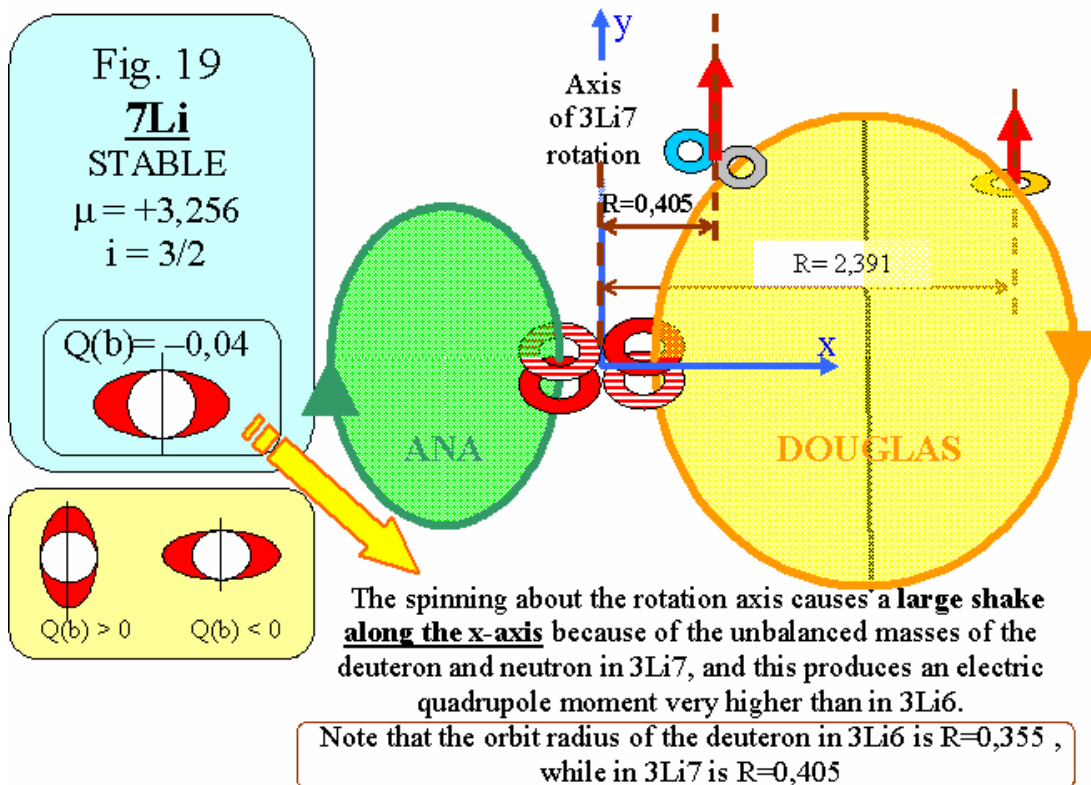 Fig. 19
7Li
STABLE
μ = +3,256
i = 3/2
Q(b)= –0,04
Q(b) > 0
Q(b) < 0
y
Axis
of 3Li7
rotation
R=0,405
R= 2,391
x
ANA
DOUGLAS
The spinning about the rotation axis causes a large shake
along the x-axis because of the unbalanced masses of the
deuteron and neutron in 3Li7, and this produces an electric
quadrupole moment very higher than in 3Li6.
Note that the orbit radius of the deuteron in 3Li6 is R=0,355 ,
while in 3Li7 is R=0,405